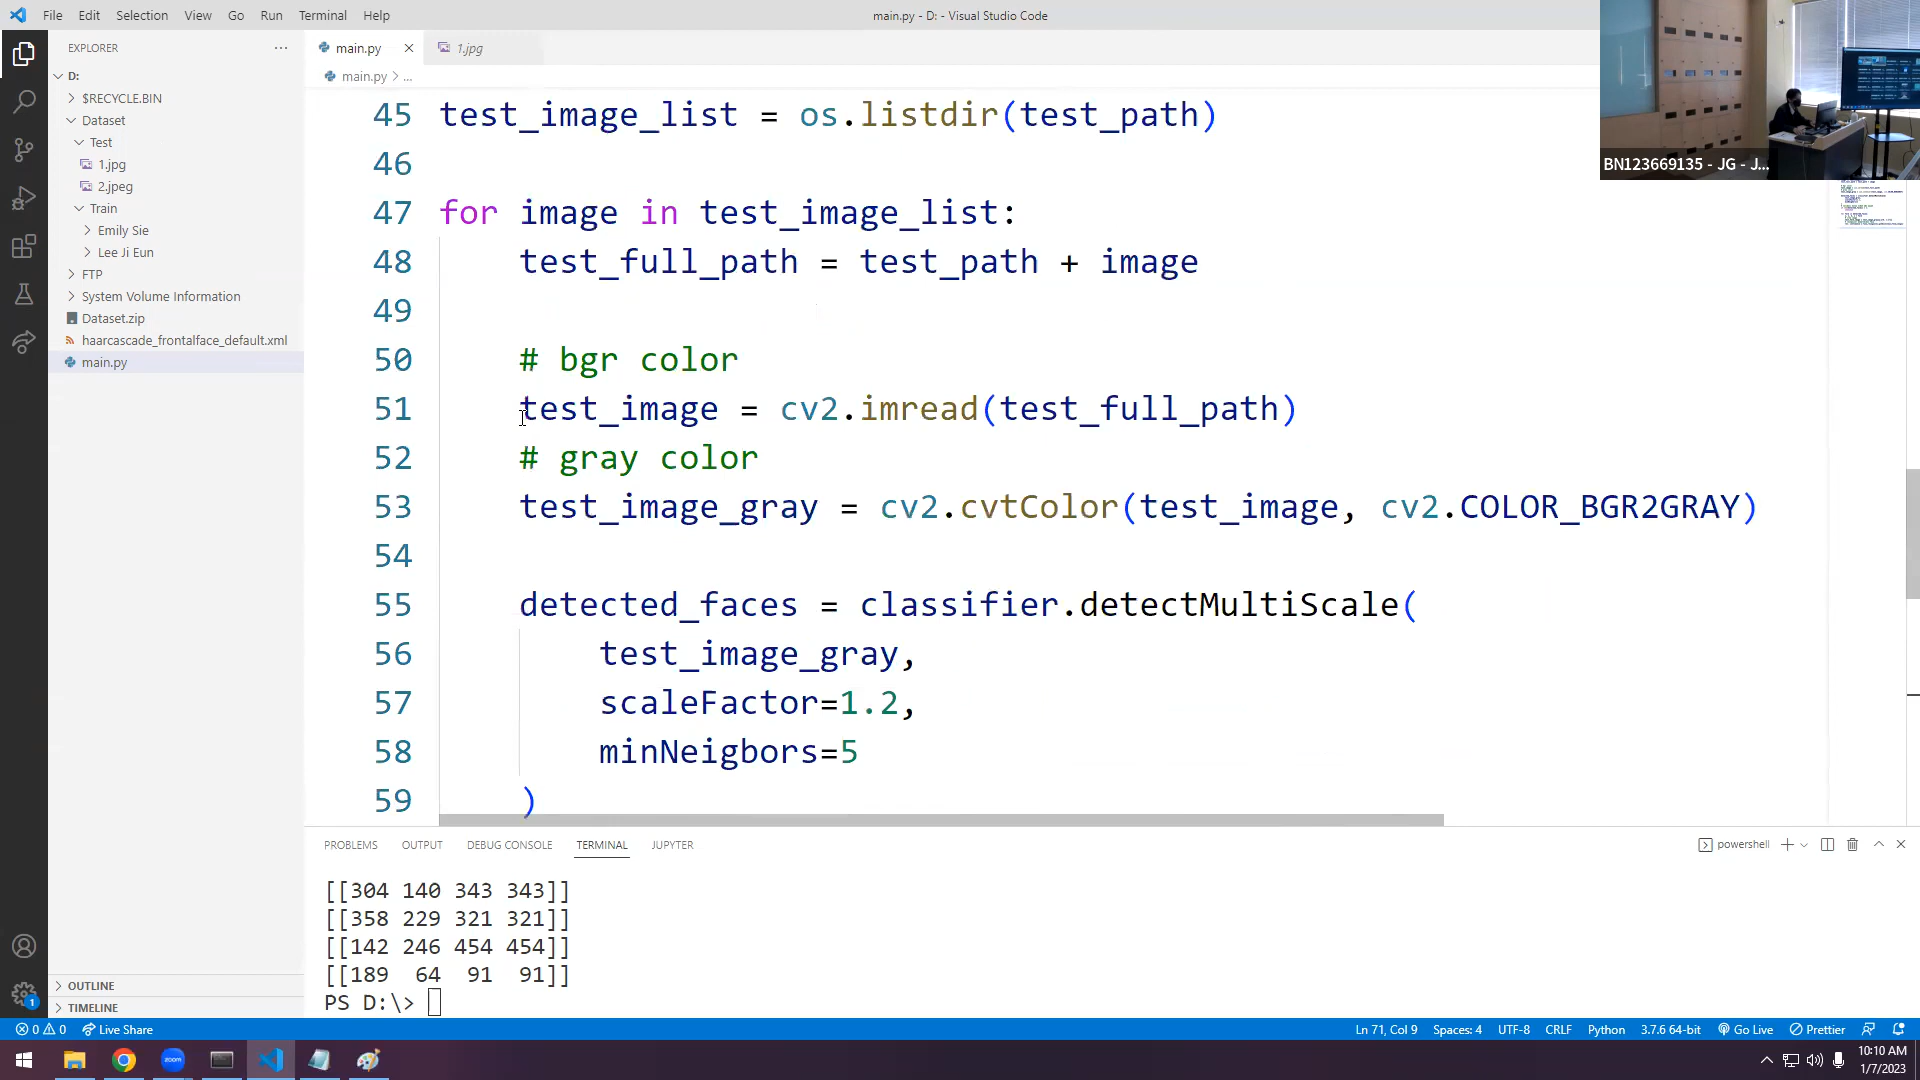 File Edit Selection View Go Run Terminal Help
main.py - D: - Visual Studio Code
EXPLORER
D:
$RECYCLE.BIN
Dataset
Test
1.jpg
2.jpeg
Train
Emily Sie
Lee Ji Eun
FTP
System Volume Information
Dataset.zip
haarcascade_frontalface_default.xml
main.py
OUTLINE
TIMELINE
main.py
1.jpg
main.py > ...
BN123669135 - JG - J...
45 test_image_list = os.listdir(test_path)
46
47 for image in test_image_list:
48 test_full_path = test_path + image
49
50 # bgr color
51 test_image = cv2.imread(test_full_path)
52 # gray color
53 test_image_gray = cv2.cvtColor(test_image, cv2.COLOR_BGR2GRAY)
54
55 detected_faces = classifier.detectMultiScale(
56 test_image_gray,
57 scaleFactor=1.2,
58 minNeigbors=5
59 )
PROBLEMS OUTPUT DEBUG CONSOLE TERMINAL JUPYTER
powershell
[[304 140 343 343]]
[[358 229 321 321]]
[[142 246 454 454]]
[[189 64 91 91]]
PS D:\>
1
0 0 Live Share
Ln 71, Col 9 Spaces: 4 UTF-8 CRLF Python 3.7.6 64-bit Go Live Prettier
zoom
10:10 AM
1/7/2023